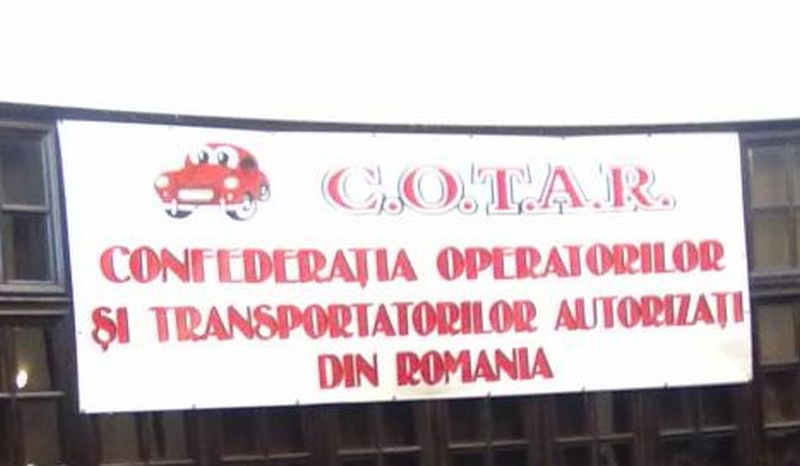 C.O.T.A.R.
CONFEDERAȚIA OPERATORILOR
ȘI TRANSPORTATORILOR AUTORIZAȚI
DIN ROMANIA